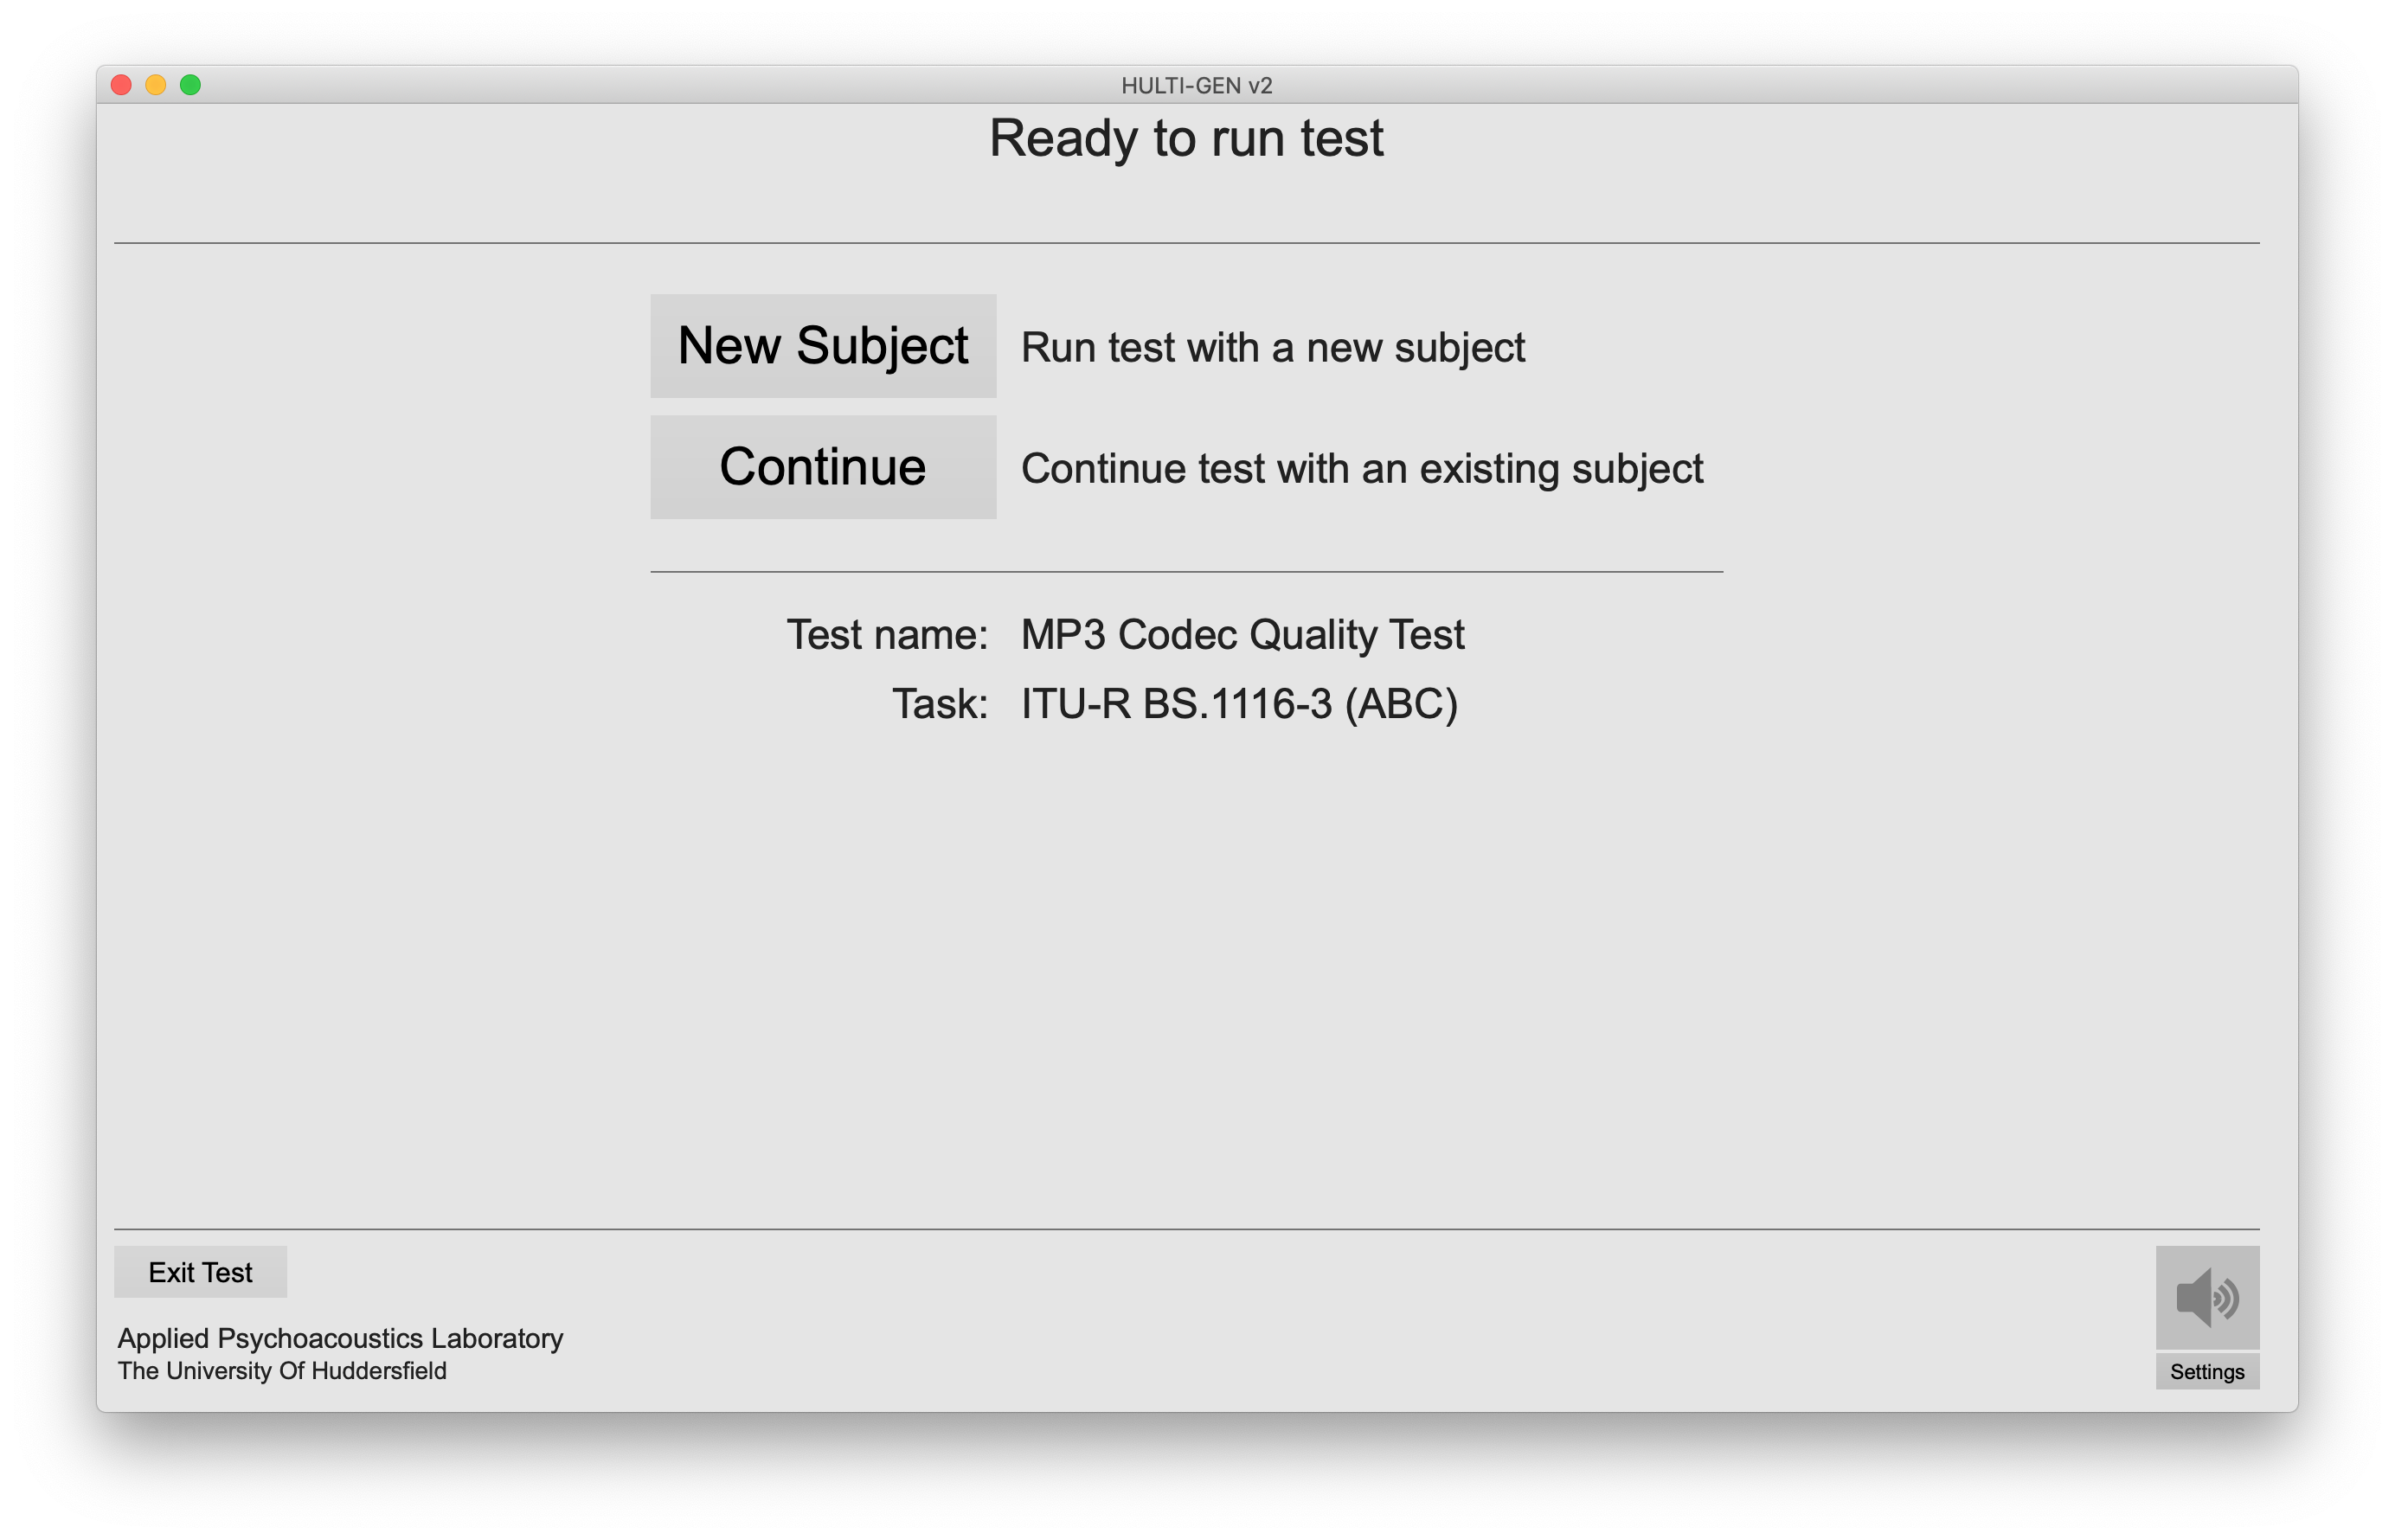 HULTI-GEN v2
Ready to run test
New Subject Run test with a new subject
Continue Continue test with an existing subject
Test name: MP3 Codec Quality Test
Task: ITU-R BS.1116-3 (ABC)
Exit Test
Applied Psychoacoustics Laboratory
The University Of Huddersfield
Settings